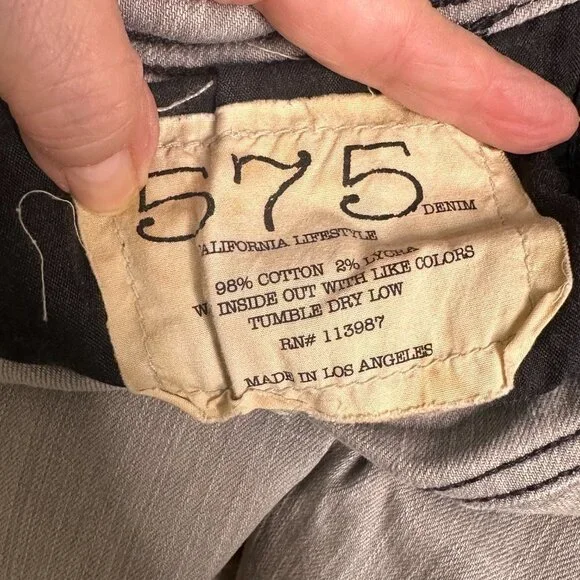 575
DENIM
CALIFORNIA LIFESTYLE
98% COTTON 2% LYCRA
W INSIDE OUT WITH LIKE COLORS
TUMBLE DRY LOW
RN# 113987
MADE IN LOS ANGELES